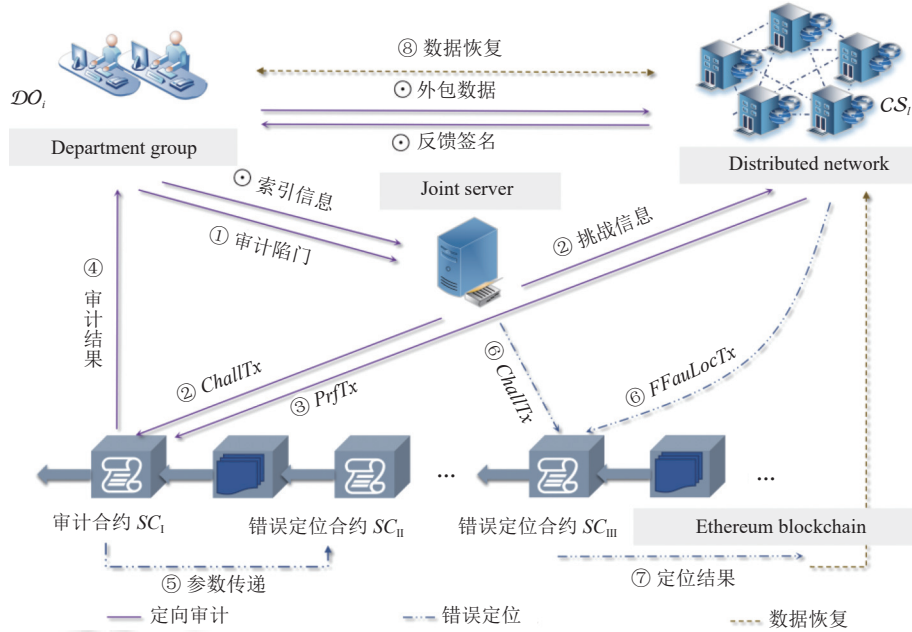 ⑧ 数据恢复
𝒟𝒪ᵢ
⊙ 外包数据
𝒞𝒮ₗ
⊙ 反馈签名
Department group
Distributed network
Joint server
⊙ 索引信息
① 审计陷门
② 挑战信息
④ 审计结果
② ChallTx
③ PrfTx
⑥ ChallTx
⑥ FFauLocTx
...
...
审计合约 SC_I
错误定位合约 SC_II
错误定位合约 SC_III
Ethereum blockchain
⑤ 参数传递
⑦ 定位结果
定向审计
错误定位
数据恢复